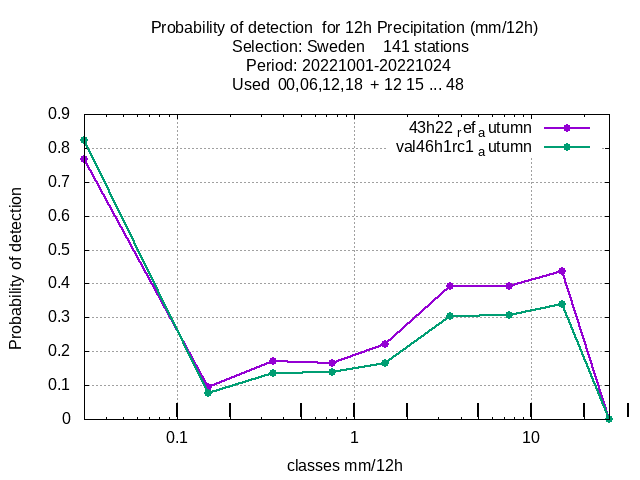 Probability of detection  for 12h Precipitation (mm/12h)
Selection: Sweden    141 stations
Period: 20221001-20221024
Used  00,06,12,18  + 12 15 ... 48
43h22 ref a utumn
val46h1rc1 a utumn
0.9
0.8
0.7
0.6
0.5
0.4
0.3
0.2
0.1
0
Probability of detection
0.1 1 10
classes mm/12h